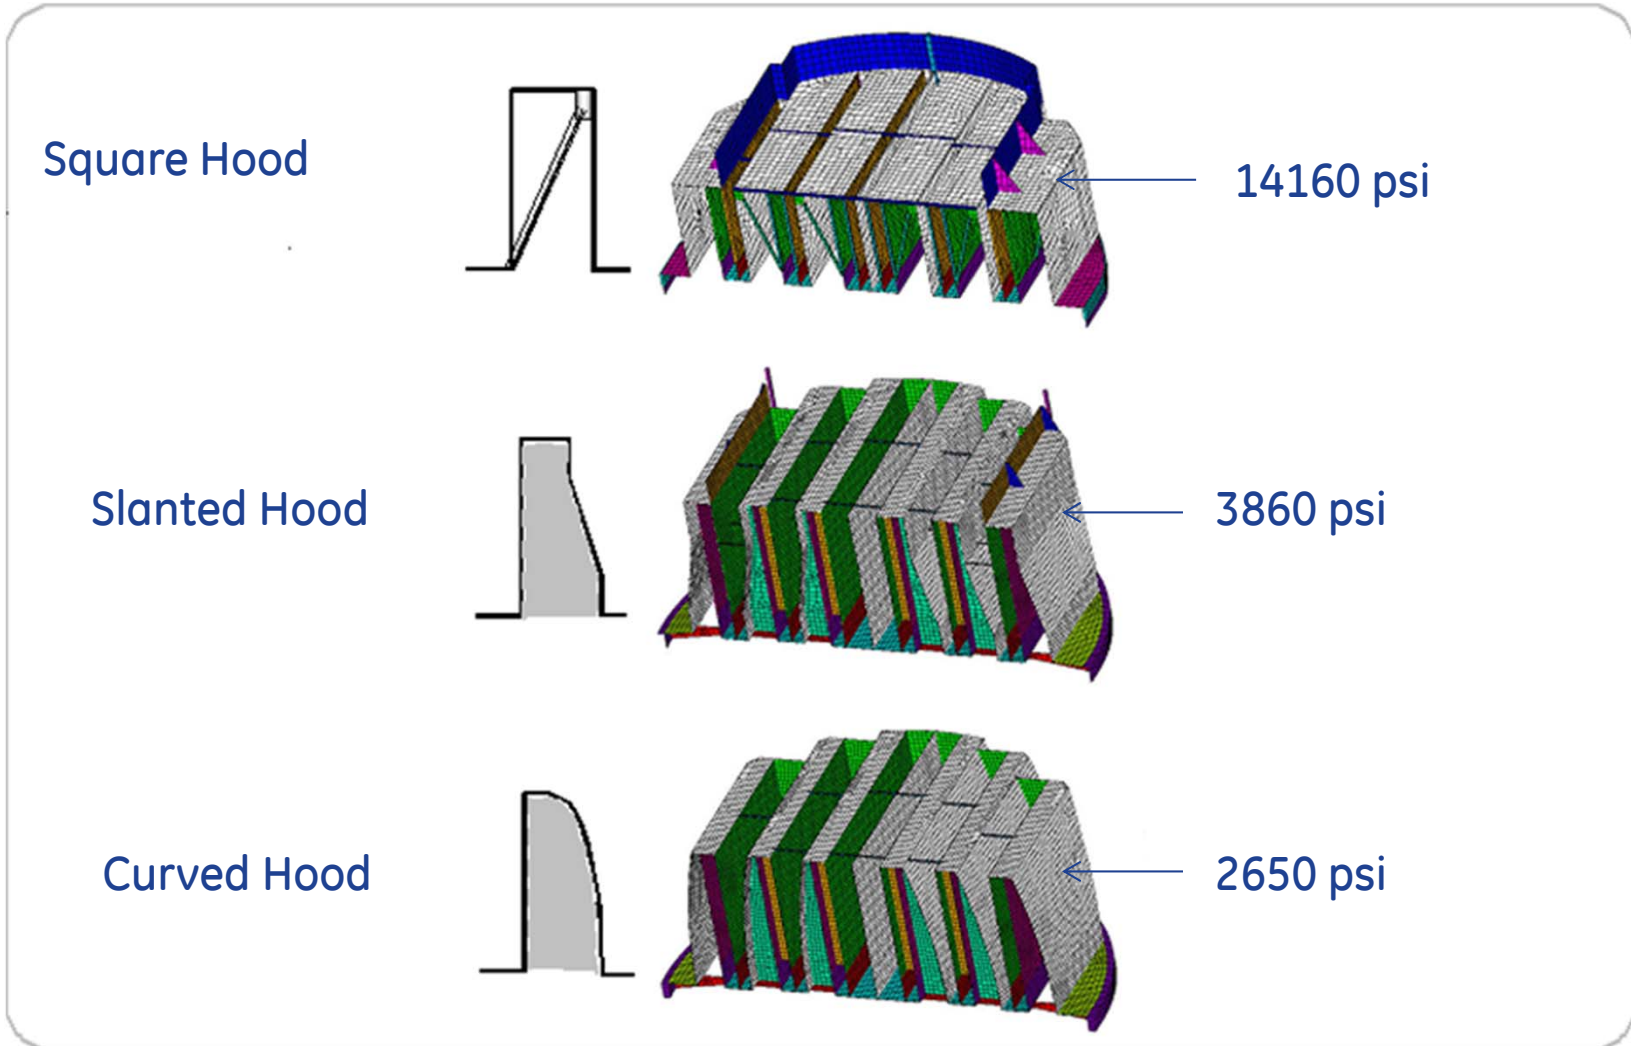 Square Hood
14160 psi
Slanted Hood
3860 psi
Curved Hood
2650 psi